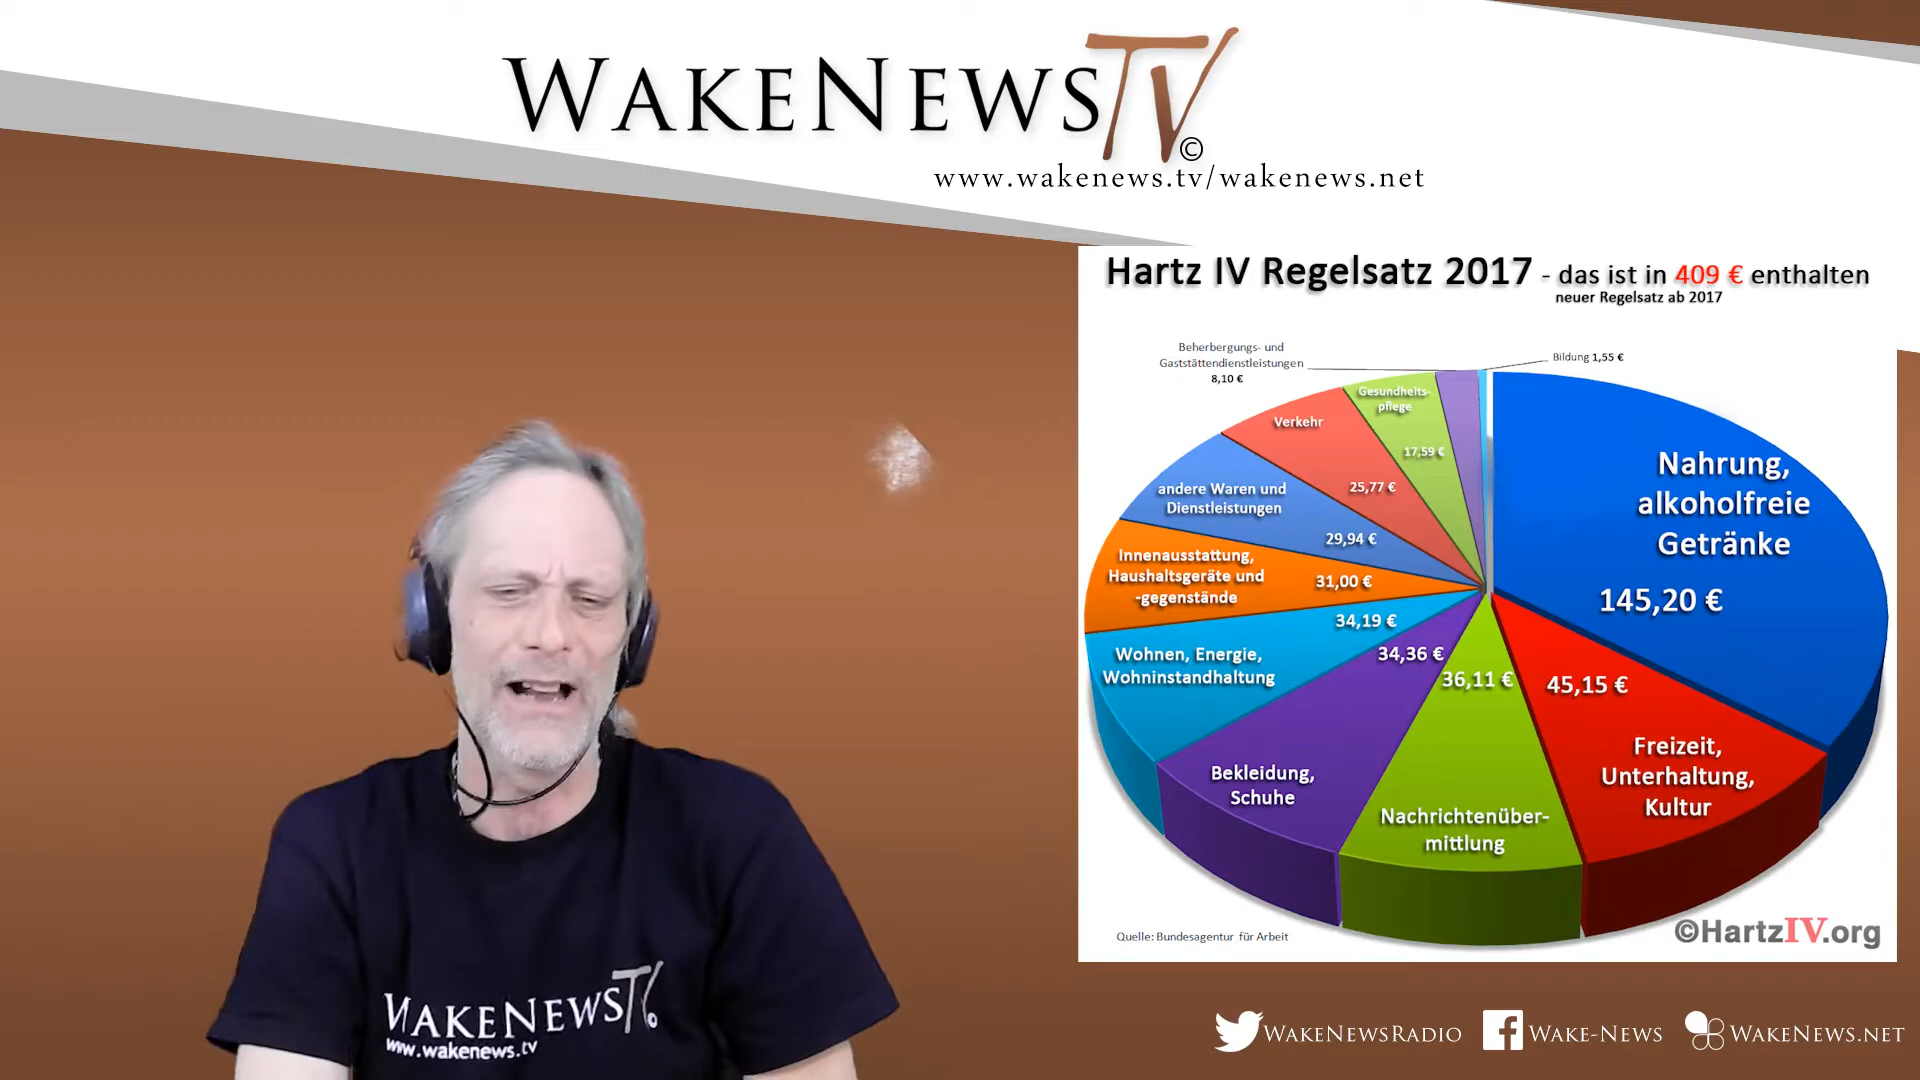 WAKENEWSTV©
www.wakenews.tv/wakenews.net
Hartz IV Regelsatz 2017 - das ist in 409 € enthalten
neuer Regelsatz ab 2017
Beherbergungs- und
Gaststättendienstleistungen
8,10 €
Bildung 1,55 €
Gesundheits-
pflege
17,59 €
Verkehr
25,77 €
andere Waren und
Dienstleistungen
29,94 €
Innenausstattung,
Haushaltsgeräte und
-gegenstände
31,00 €
34,19 €
Wohnen, Energie,
Wohninstandhaltung
34,36 €
Bekleidung,
Schuhe
36,11 €
Nachrichtenüber-
mittlung
45,15 €
Freizeit,
Unterhaltung,
Kultur
Nahrung,
alkoholfreie
Getränke
145,20 €
Quelle: Bundesagentur für Arbeit
©HartzIV.org
WAKENEWSTV
www.wakenews.tv
WAKENEWSRADIO
WAKE-NEWS
WAKENEWS.NET